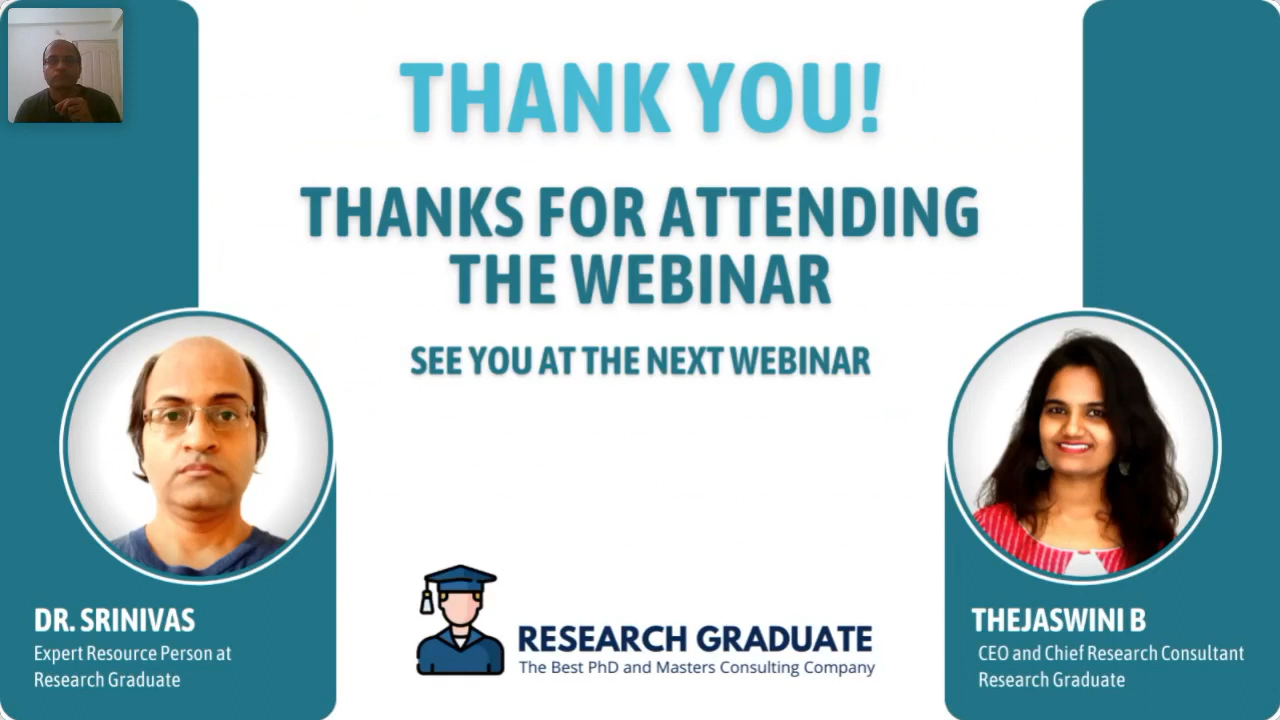 THANK YOU!
THANKS FOR ATTENDING
THE WEBINAR
SEE YOU AT THE NEXT WEBINAR
DR. SRINIVAS
Expert Resource Person at
Research Graduate
RESEARCH GRADUATE
The Best PhD and Masters Consulting Company
THEJASWINI B
CEO and Chief Research Consultant
Research Graduate